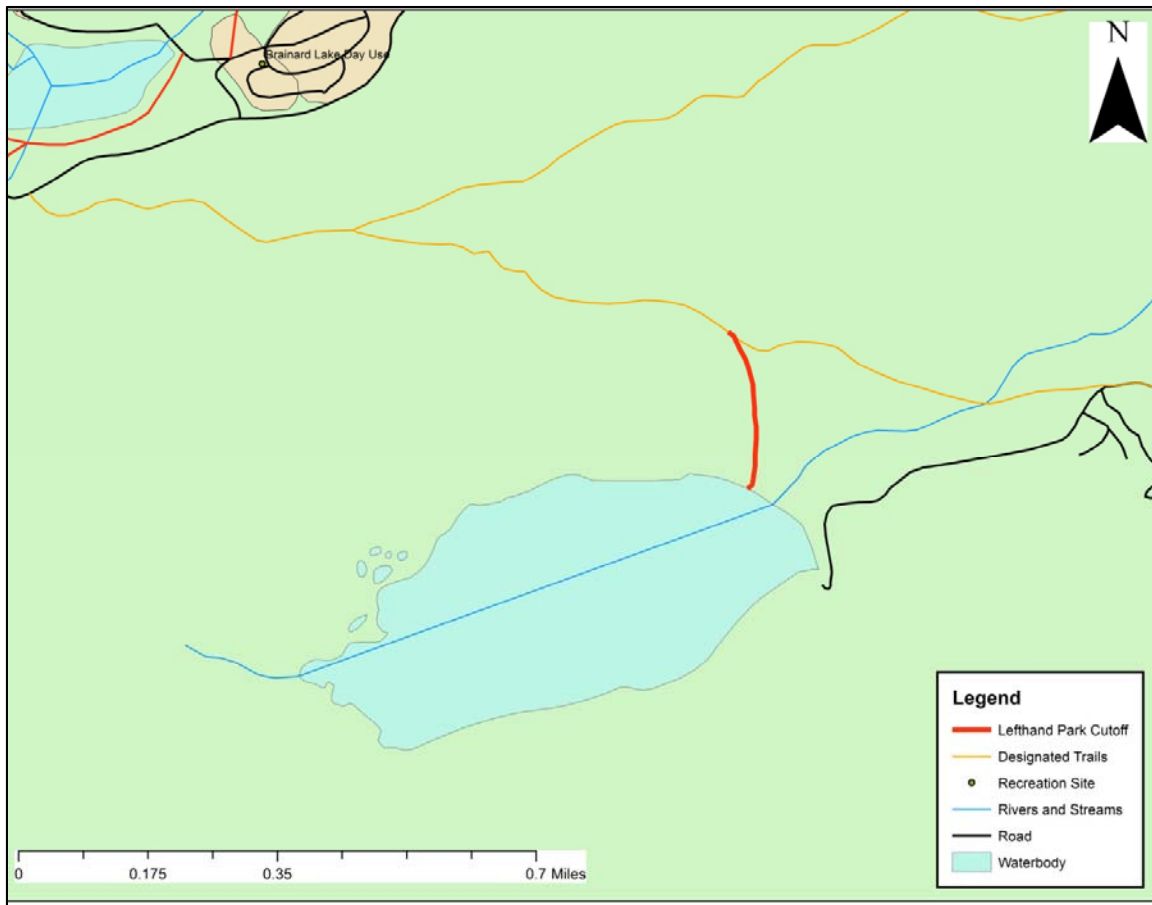 Brainard Lake Day Use
N
Legend
Lefthand Park Cutoff
Designated Trails
Recreation Site
Rivers and Streams
Road
Waterbody
0 0.175 0.35 0.7 Miles